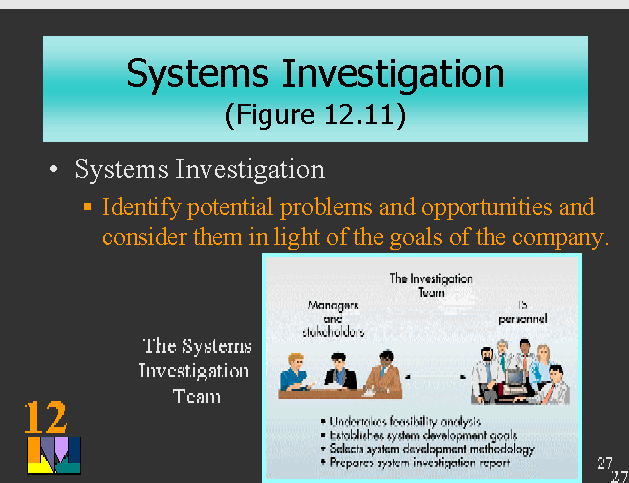 Systems Investigation
(Figure 12.11)
• Systems Investigation
▪ Identify potential problems and opportunities and
consider them in light of the goals of the company.
The Investigation
Team
Managers
and
stakeholders
IS
personnel
The Systems
Investigation
Team
• Undertakes feasibility analysis
• Establishes system development goals
• Selects system development methodology
• Prepares system investigation report
12
27
27